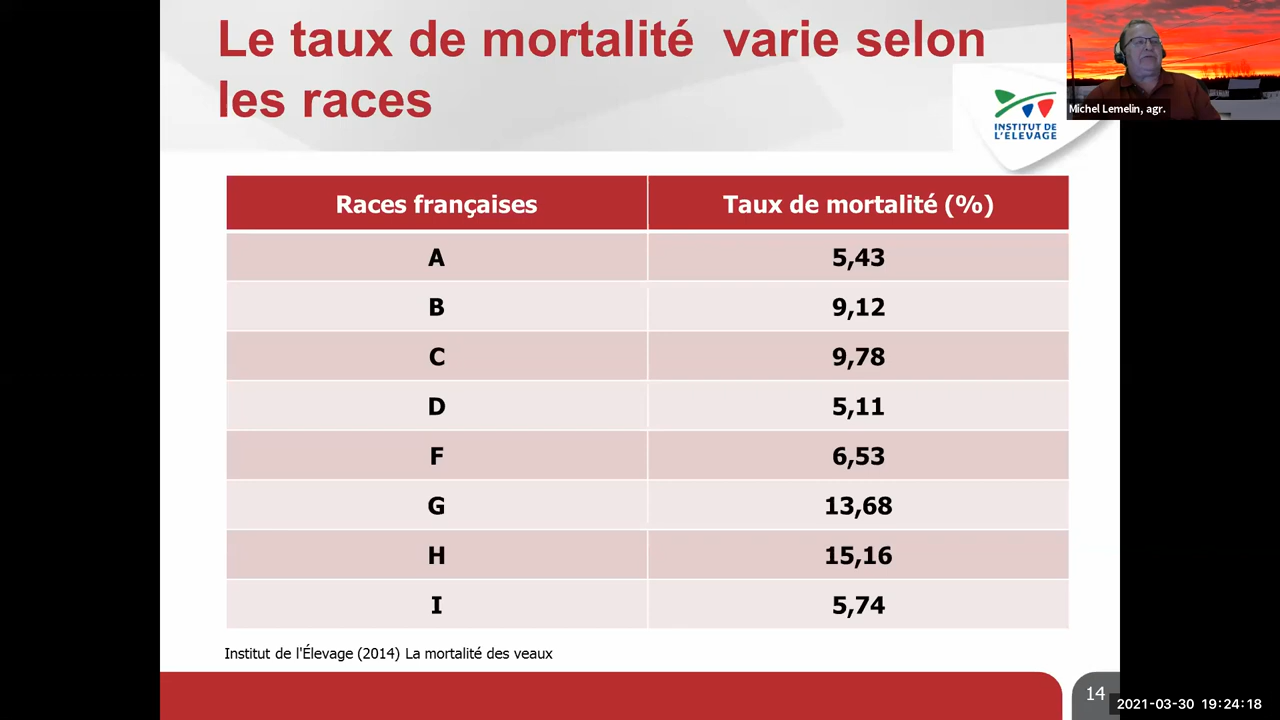 Le taux de mortalité varie selon
les races
INSTITUT DE
L'ELEVAGE
Michel Lemelin, agr.
Races françaises Taux de mortalité (%)
A 5,43
B 9,12
C 9,78
D 5,11
F 6,53
G 13,68
H 15,16
I 5,74
Institut de l'Élevage (2014) La mortalité des veaux
14
2021-03-30 19:24:18